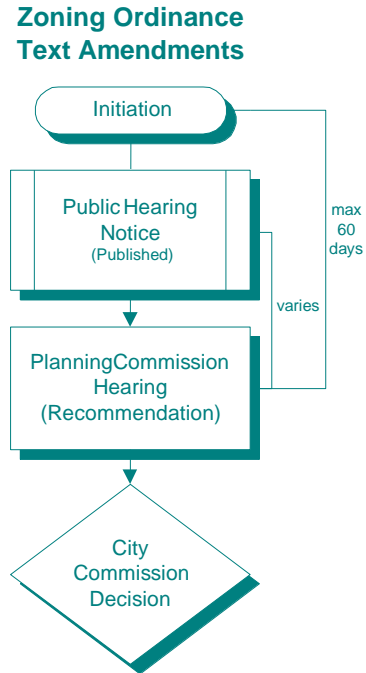 Zoning Ordinance
Text Amendments
Initiation
Public Hearing
Notice
(Published)
max
60
days
varies
PlanningCommission
Hearing
(Recommendation)
City
Commission
Decision